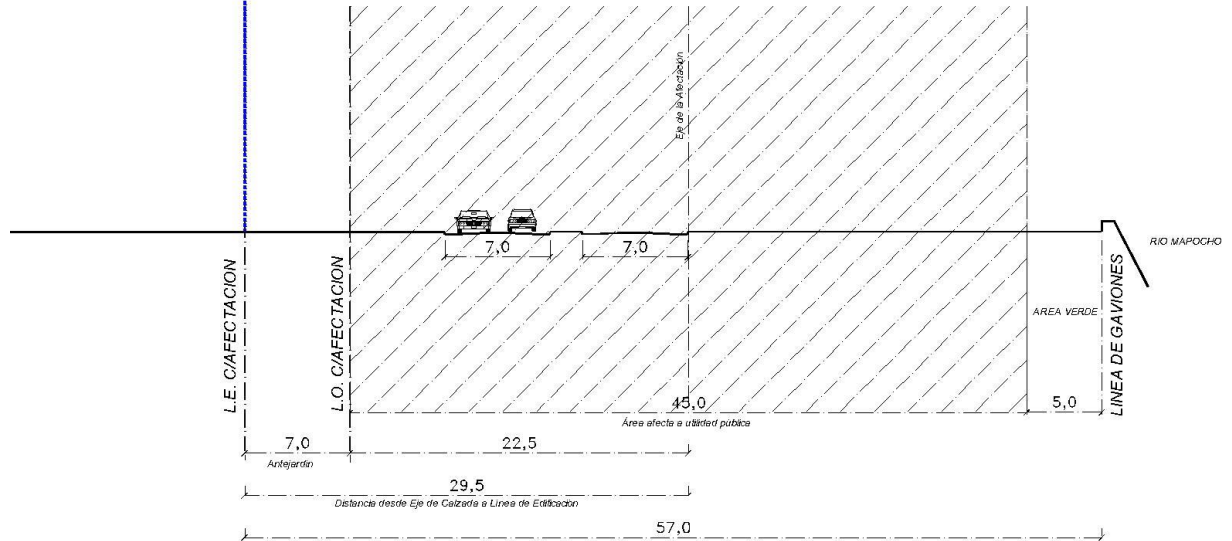 Eje de la Afectación
7,0
7,0
RIO MAPOCHO
L.E. C/AFECTACION
L.O. C/AFECTACION
AREA VERDE
LINEA DE GAVIONES
45,0
Área afecta a utilidad pública
5,0
7,0
Antejardín
22,5
29,5
Distancia desde Eje de Calzada a Linea de Edificación
57,0